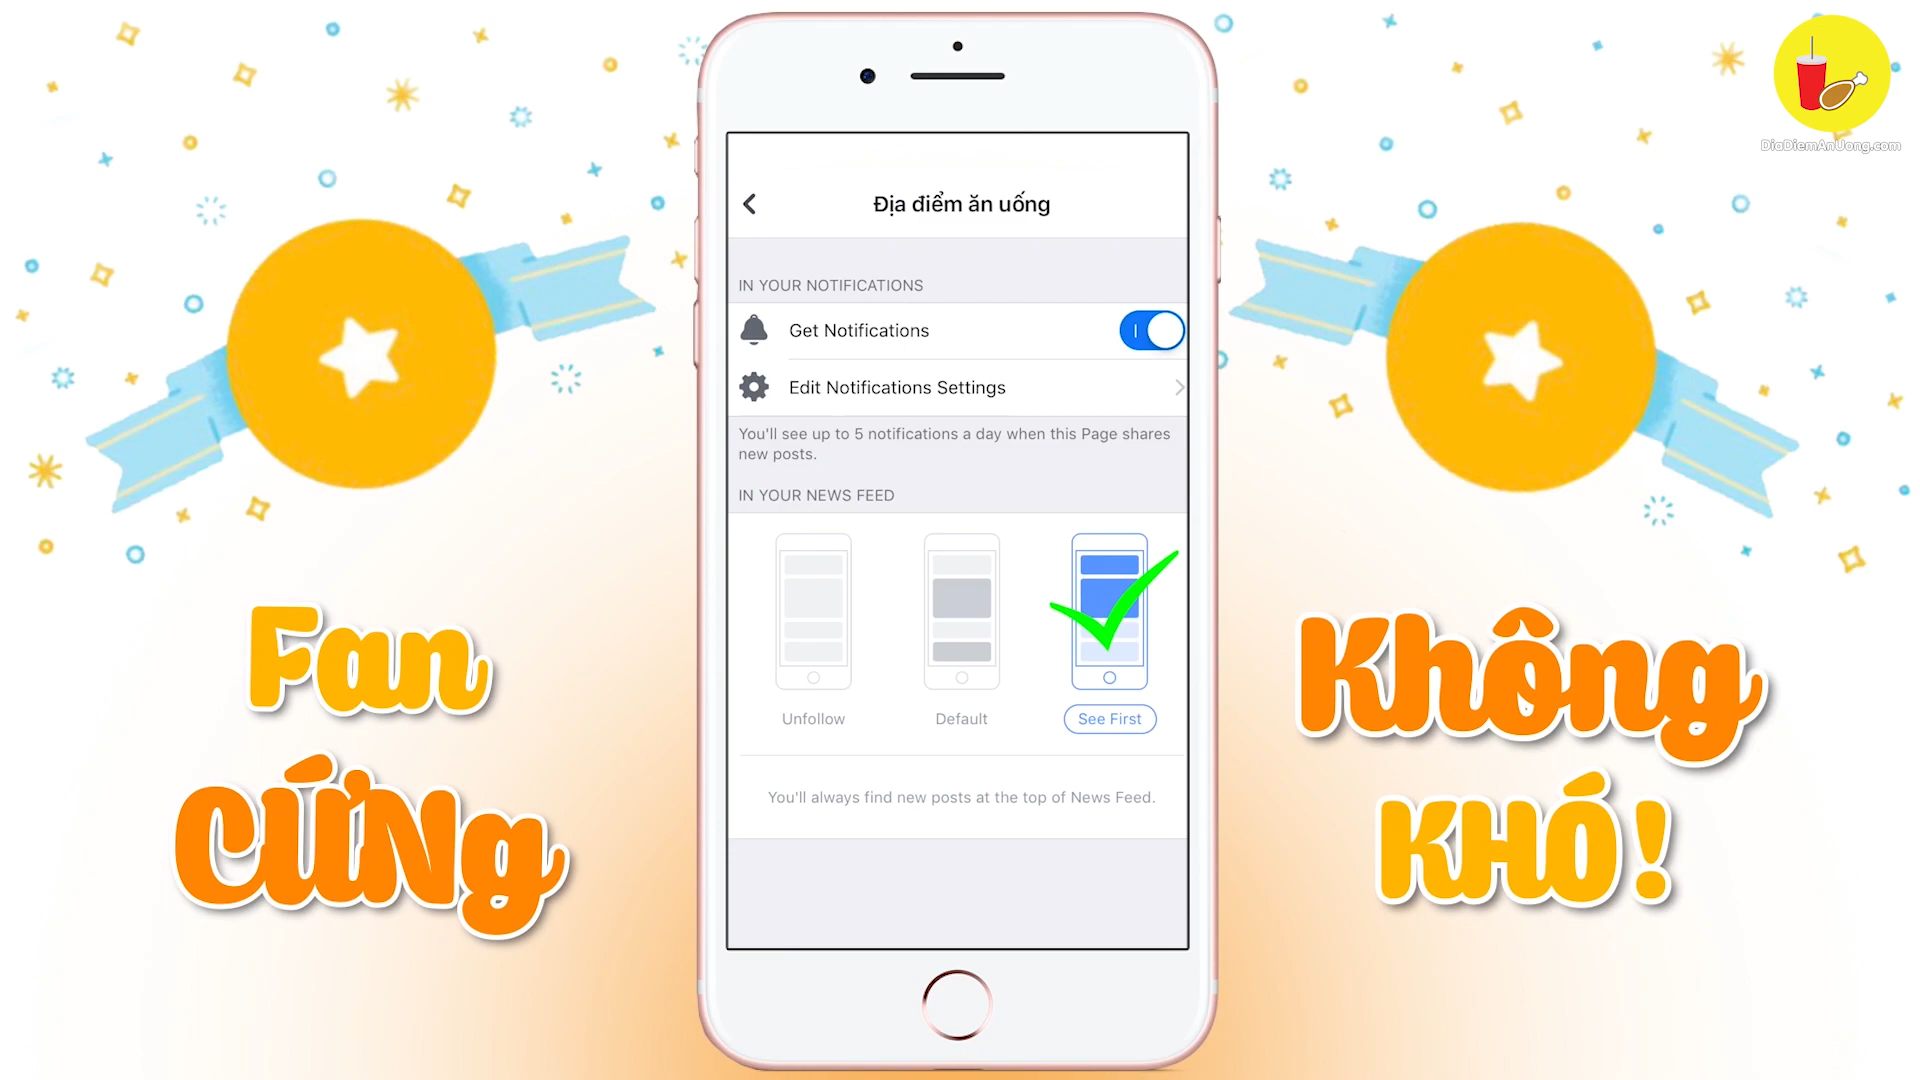 DiaDiemAnUong.com
Địa điểm ăn uống
IN YOUR NOTIFICATIONS
Get Notifications
Edit Notifications Settings
You'll see up to 5 notifications a day when this Page shares
new posts.
IN YOUR NEWS FEED
Unfollow
Default
See First
You'll always find new posts at the top of News Feed.
Fan
CỨNg
Không
KHÓ!